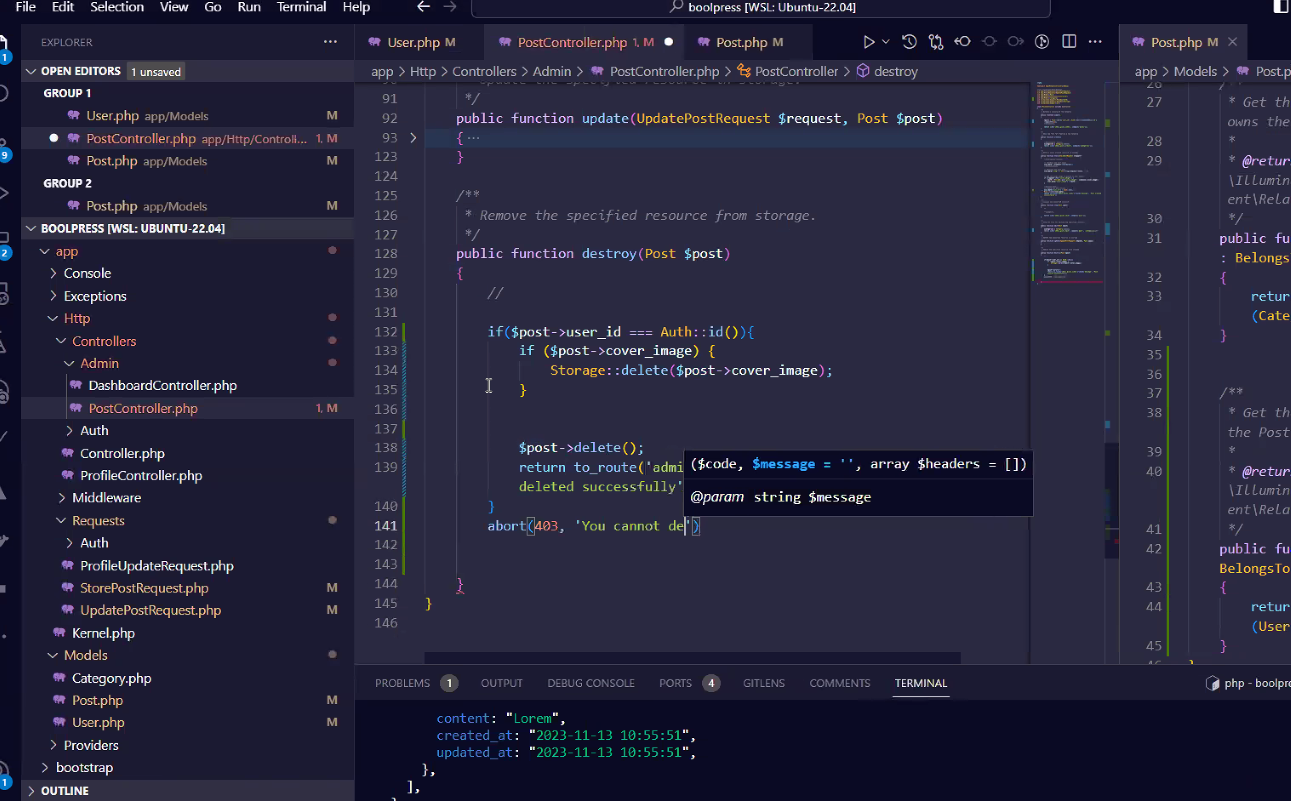 File Edit Selection View Go Run Terminal Help boolpress [WSL: Ubuntu-22.04]
EXPLORER
OPEN EDITORS 1 unsaved
GROUP 1
User.php app/Models M
PostController.php app/Http/Controlle... 1, M
Post.php app/Models M
GROUP 2
Post.php app/Models M
BOOLPRESS [WSL: UBUNTU-22.04]
app
Console
Exceptions
Http
Controllers
Admin
DashboardController.php
PostController.php 1, M
Auth
Controller.php
ProfileController.php
Middleware
Requests
Auth
ProfileUpdateRequest.php
StorePostRequest.php M
UpdatePostRequest.php M
Kernel.php
Models
Category.php
Post.php M
User.php M
Providers
bootstrap
OUTLINE
User.php M PostController.php 1, M Post.php M
app > Http > Controllers > Admin > PostController.php > PostController > destroy
91 */
92 public function update(UpdatePostRequest $request, Post $post)
93 { ...
123 }
124
125 /**
126 * Remove the specified resource from storage.
127 */
128 public function destroy(Post $post)
129 {
130 //
131
132 if($post->user_id === Auth::id()){
133 if ($post->cover_image) {
134 Storage::delete($post->cover_image);
135 }
136
137
138 $post->delete();
139 return to_route('admi
deleted successfully'
140 }
141 abort(403, 'You cannot de')
142
143
144 }
145 }
146
($code, $message = '', array $headers = [])
@param string $message
Post.php M
app > Models > Post.p
26 /**
27 * Get th
owns the
28 *
29 * @retur
\Illumin
ent\Rela
30 */
31 public fu
: Belongs
32 {
33 retur
(Cate
34 }
35
36
37 /**
38 * Get th
the Post
39 *
40 * @retur
\Illumin
ent\Rela
41 */
42 public fu
BelongsTo
43 {
44 retur
(User
45 }
PROBLEMS 1 OUTPUT DEBUG CONSOLE PORTS 4 GITLENS COMMENTS TERMINAL php - boolpre
content: "Lorem",
created_at: "2023-11-13 10:55:51",
updated_at: "2023-11-13 10:55:51",
},
],